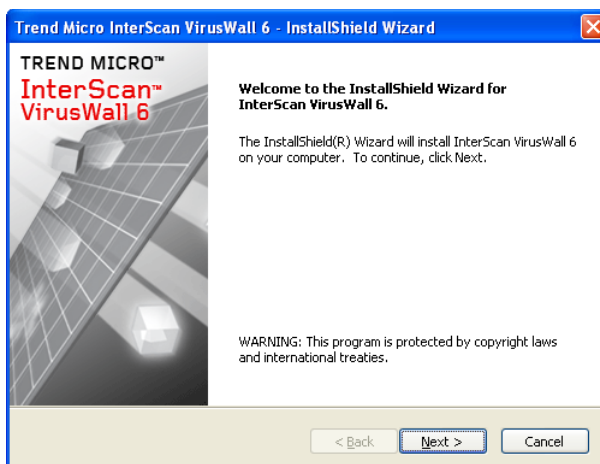 Trend Micro InterScan VirusWall 6 - InstallShield Wizard
TREND MICRO™
InterScan™
VirusWall 6
Welcome to the InstallShield Wizard for
InterScan VirusWall 6.
The InstallShield(R) Wizard will install InterScan VirusWall 6
on your computer.  To continue, click Next.
WARNING: This program is protected by copyright laws
and international treaties.
< Back
Next >
Cancel